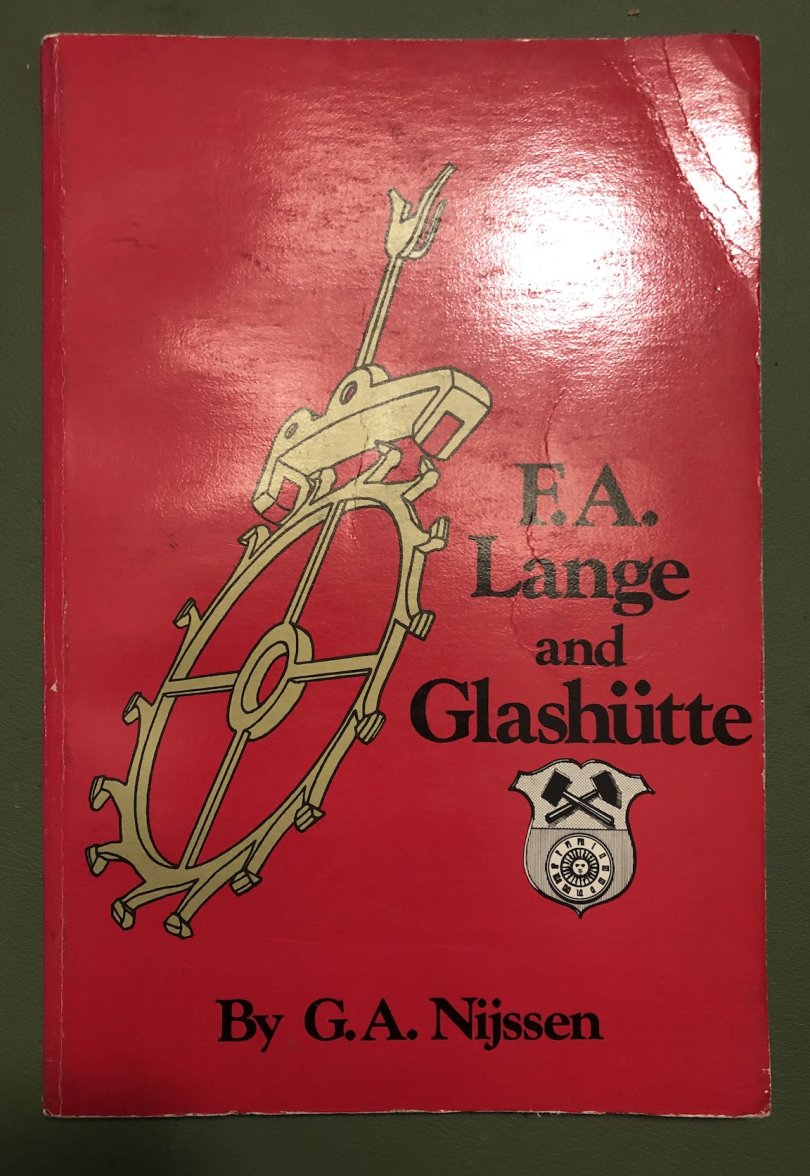 F.A.
Lange
and
Glashütte
By G.A. Nijssen